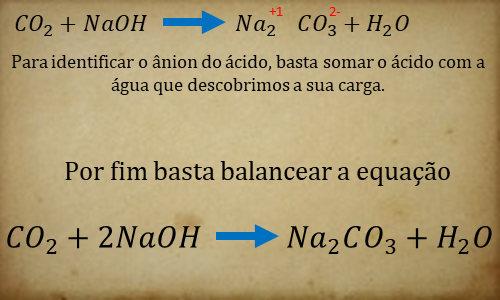 CO₂ + NaOH → Na₂⁺¹ CO₃²⁻ + H₂O
Para identificar o ânion do ácido, basta somar o ácido com a
água que descobrimos a sua carga.
Por fim basta balancear a equação
CO₂ + 2NaOH → Na₂CO₃ + H₂O